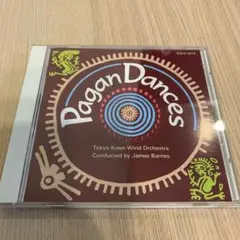 Pagan Dances
Tokyo Kosei Wind Orchestra
Conducted by James Barnes